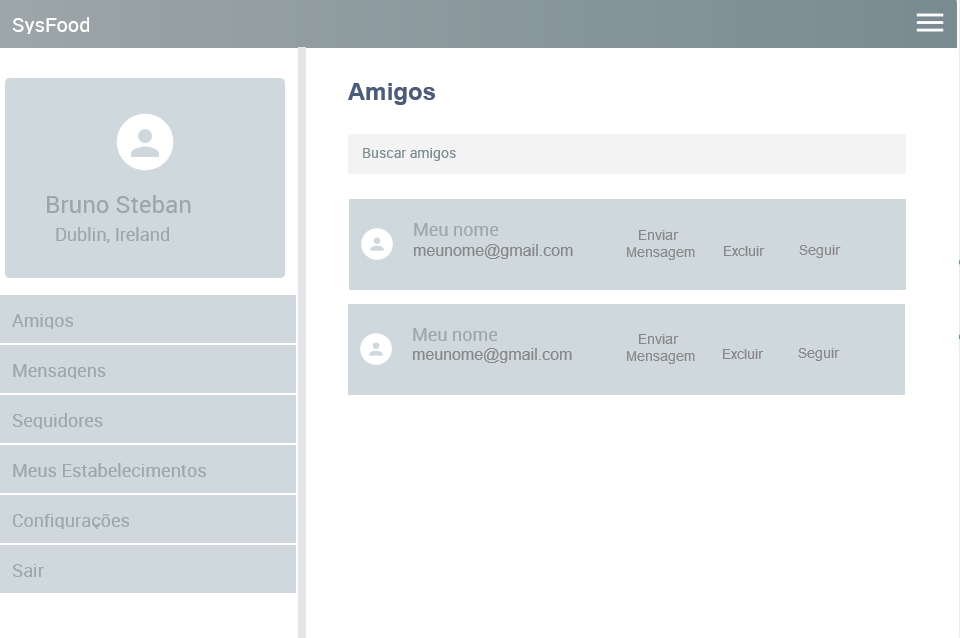 SysFood
Bruno Steban
Dublin, Ireland
Amigos
Mensagens
Seguidores
Meus Estabelecimentos
Configurações
Sair
Amigos
Buscar amigos
Meu nome
meunome@gmail.com
Enviar
Mensagem
Excluir
Seguir
Meu nome
meunome@gmail.com
Enviar
Mensagem
Excluir
Seguir